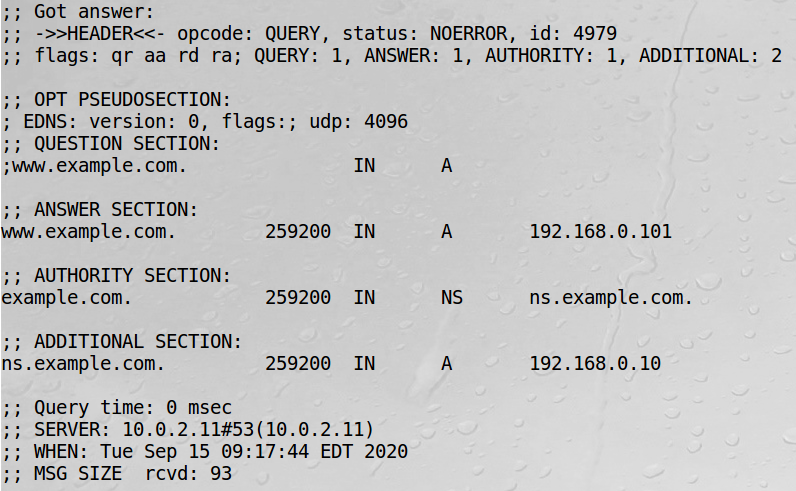 ;; Got answer:
;; ->>HEADER<<- opcode: QUERY, status: NOERROR, id: 4979
;; flags: qr aa rd ra; QUERY: 1, ANSWER: 1, AUTHORITY: 1, ADDITIONAL: 2
;; OPT PSEUDOSECTION:
; EDNS: version: 0, flags:; udp: 4096
;; QUESTION SECTION:
;www.example.com. IN A
;; ANSWER SECTION:
www.example.com. 259200 IN A 192.168.0.101
;; AUTHORITY SECTION:
example.com. 259200 IN NS ns.example.com.
;; ADDITIONAL SECTION:
ns.example.com. 259200 IN A 192.168.0.10
;; Query time: 0 msec
;; SERVER: 10.0.2.11#53(10.0.2.11)
;; WHEN: Tue Sep 15 09:17:44 EDT 2020
;; MSG SIZE rcvd: 93